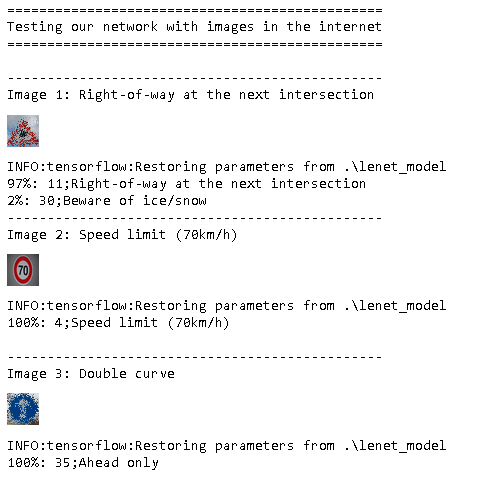 ===============================================
Testing our network with images in the internet
===============================================
-----------------------------------------------
Image 1: Right-of-way at the next intersection
INFO:tensorflow:Restoring parameters from .\lenet_model
97%: 11;Right-of-way at the next intersection
2%: 30;Beware of ice/snow
-----------------------------------------------
Image 2: Speed limit (70km/h)
70
INFO:tensorflow:Restoring parameters from .\lenet_model
100%: 4;Speed limit (70km/h)
-----------------------------------------------
Image 3: Double curve
INFO:tensorflow:Restoring parameters from .\lenet_model
100%: 35;Ahead only